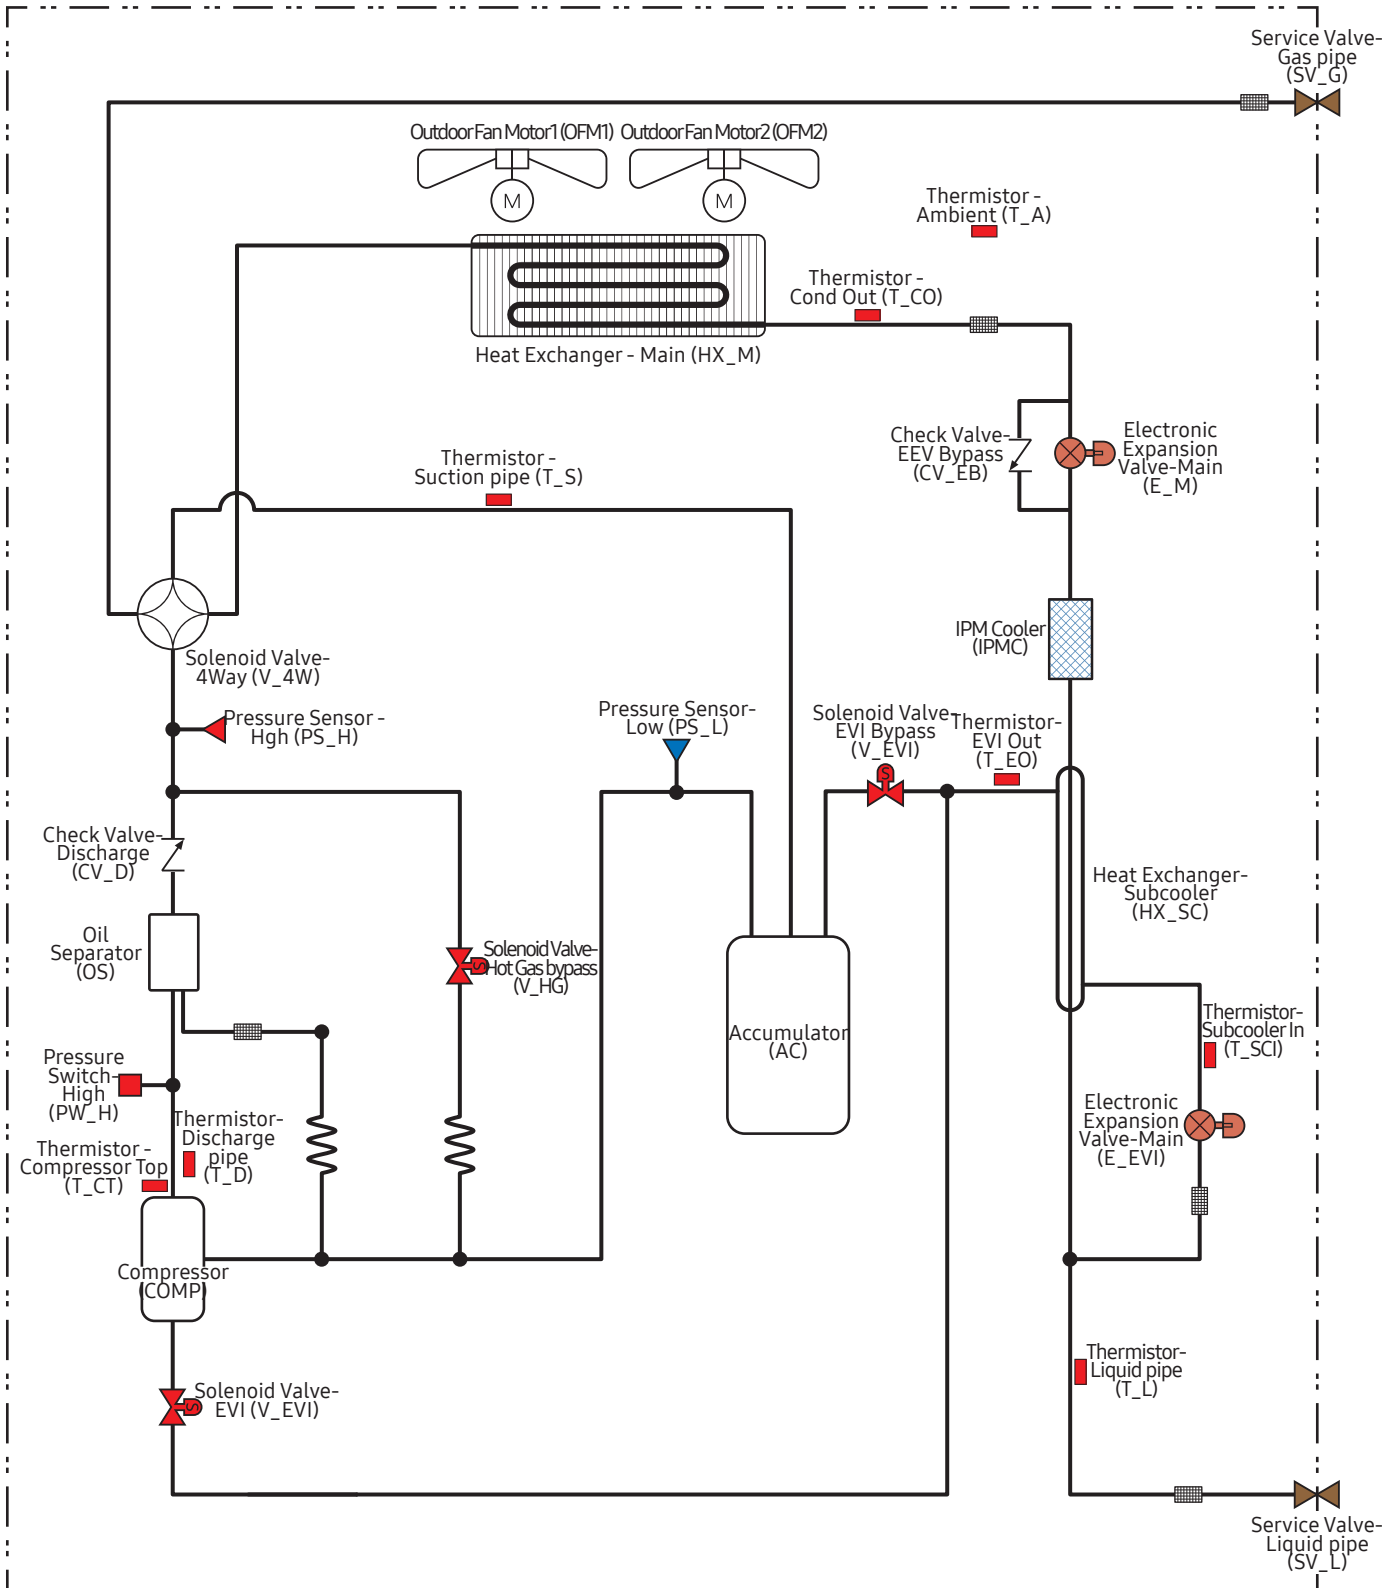 Service Valve-
Gas pipe
(SV_G)
Outdoor Fan Motor1 (OFM1)
Outdoor Fan Motor2 (OFM2)
M
M
Thermistor -
Ambient (T_A)
Thermistor -
Cond Out (T_CO)
Heat Exchanger - Main (HX_M)
Check Valve-
EEV Bypass
(CV_EB)
Electronic
Expansion
Valve-Main
(E_M)
Thermistor -
Suction pipe (T_S)
IPM Cooler
(IPMC)
Solenoid Valve-
4Way (V_4W)
Pressure Sensor -
Hgh (PS_H)
Pressure Sensor-
Low (PS_L)
Solenoid Valve-
EVI Bypass
(V_EVI)
S
Thermistor-
EVI Out
(T_EO)
Check Valve-
Discharge
(CV_D)
Heat Exchanger-
Subcooler
(HX_SC)
Oil
Separator
(OS)
Solenoid Valve-
Hot Gas bypass
(V_HG)
S
Accumulator
(AC)
Thermistor-
Subcooler In
(T_SCI)
Pressure
Switch-
High
(PW_H)
Thermistor-
Discharge
pipe
(T_D)
Electronic
Expansion
Valve-Main
(E_EVI)
Thermistor -
Compressor Top
(T_CT)
Compressor
(COMP)
Thermistor-
Liquid pipe
(T_L)
Solenoid Valve-
EVI (V_EVI)
S
Service Valve-
Liquid pipe
(SV_L)